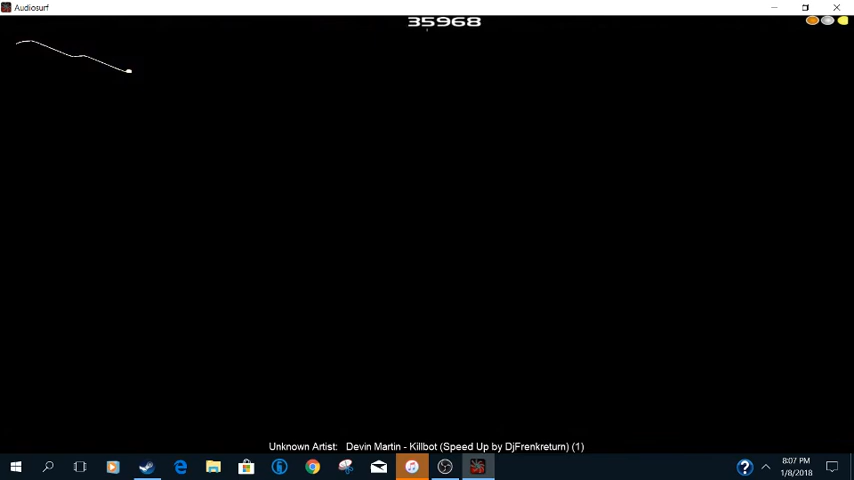 Audiosurf
35968
Unknown Artist: Devin Martin - Killbot (Speed Up by DjFrenkreturn) (1)
8:07 PM
1/8/2018